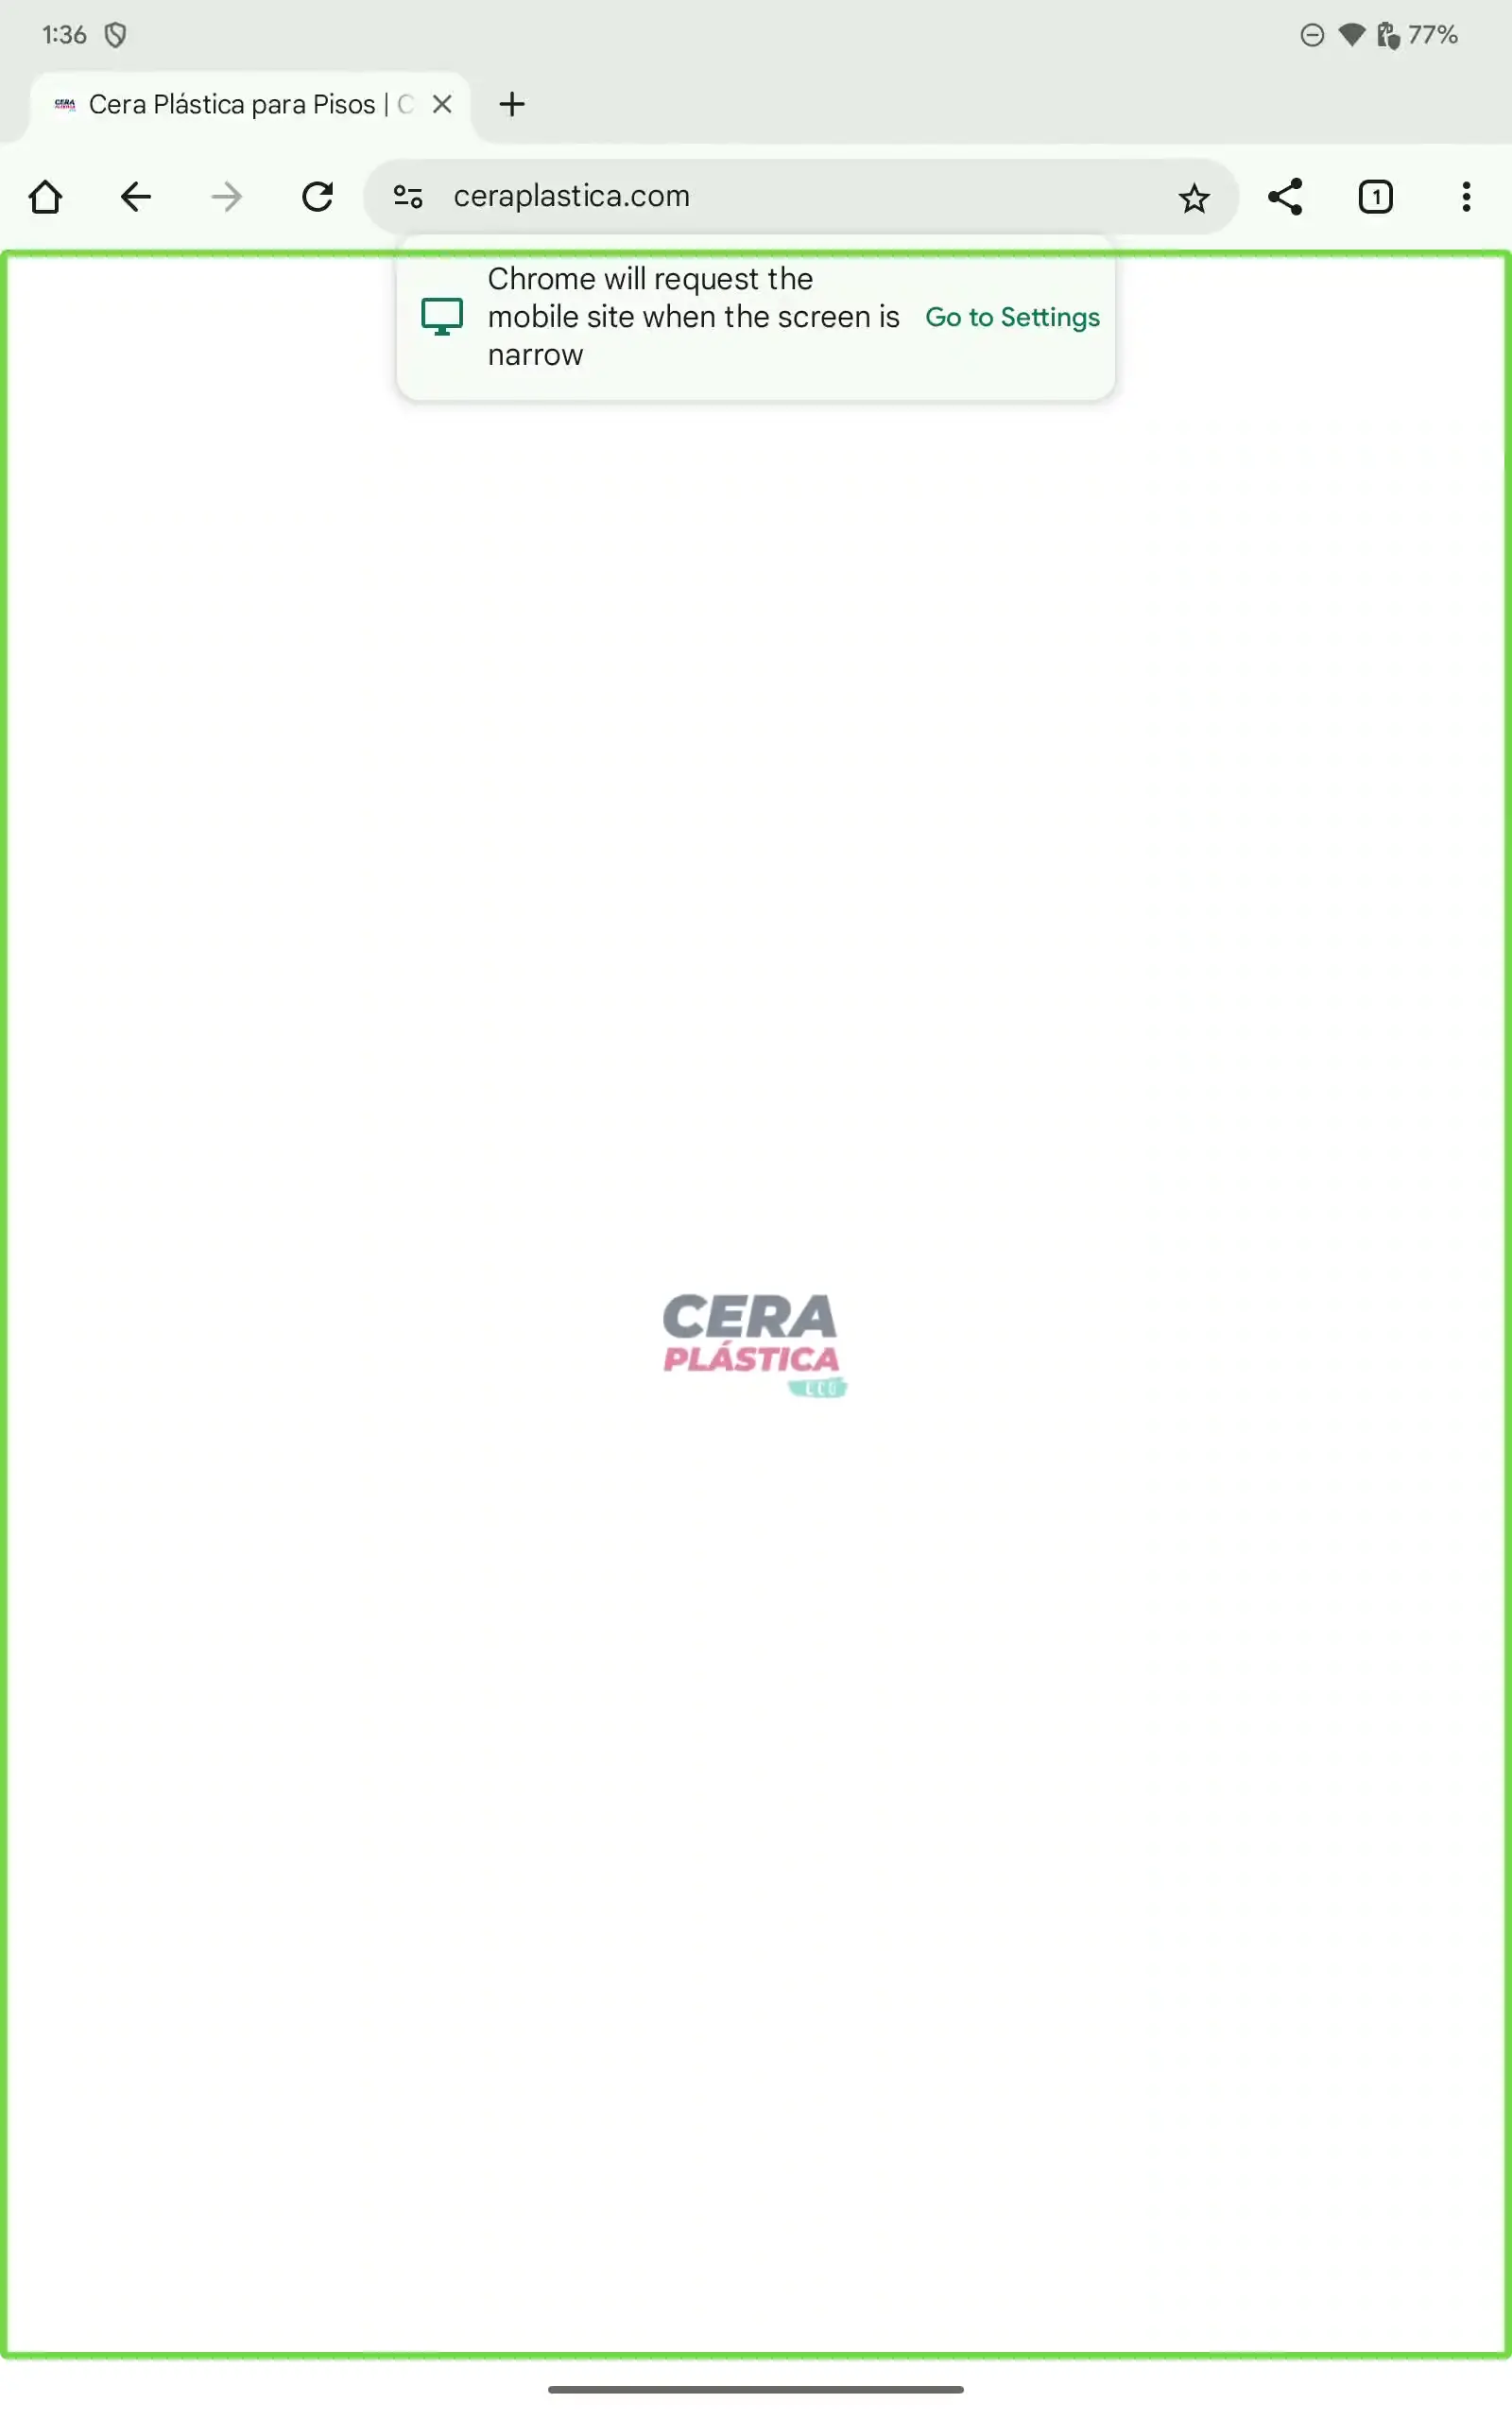 1:36
77%
Cera Plástica para Pisos | C
ceraplastica.com
1
Chrome will request the
mobile site when the screen is
narrow
Go to Settings
CERA
PLÁSTICA
ECO